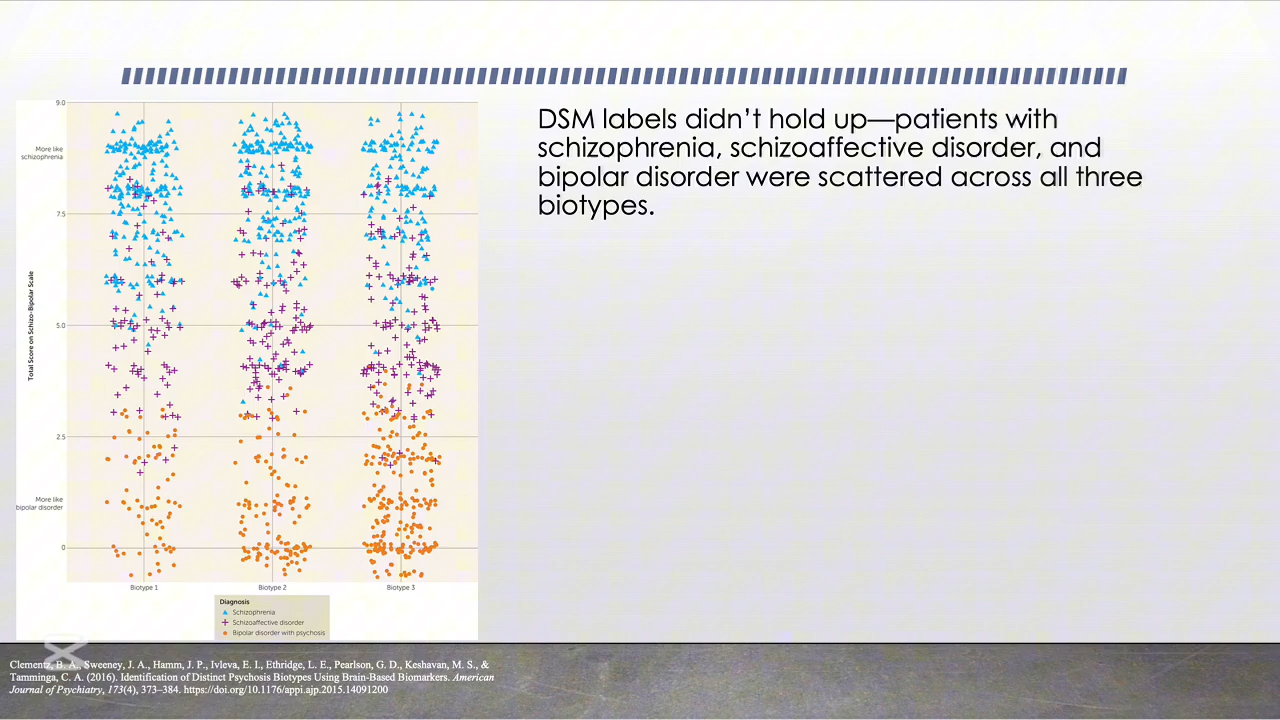 DSM labels didn’t hold up—patients with
schizophrenia, schizoaffective disorder, and
bipolar disorder were scattered across all three
biotypes.
9.0
More like
schizophrenia
7.5
Total Score on Schizo-Bipolar Scale
5.0
2.5
More like
bipolar disorder
0
Biotype 1 Biotype 2 Biotype 3
Diagnosis
Schizophrenia
Schizoaffective disorder
Bipolar disorder with psychosis
Clementz, B. A., Sweeney, J. A., Hamm, J. P., Ivleva, E. I., Ethridge, L. E., Pearlson, G. D., Keshavan, M. S., &
Tamminga, C. A. (2016). Identification of Distinct Psychosis Biotypes Using Brain-Based Biomarkers. American
Journal of Psychiatry, 173(4), 373–384. https://doi.org/10.1176/appi.ajp.2015.14091200